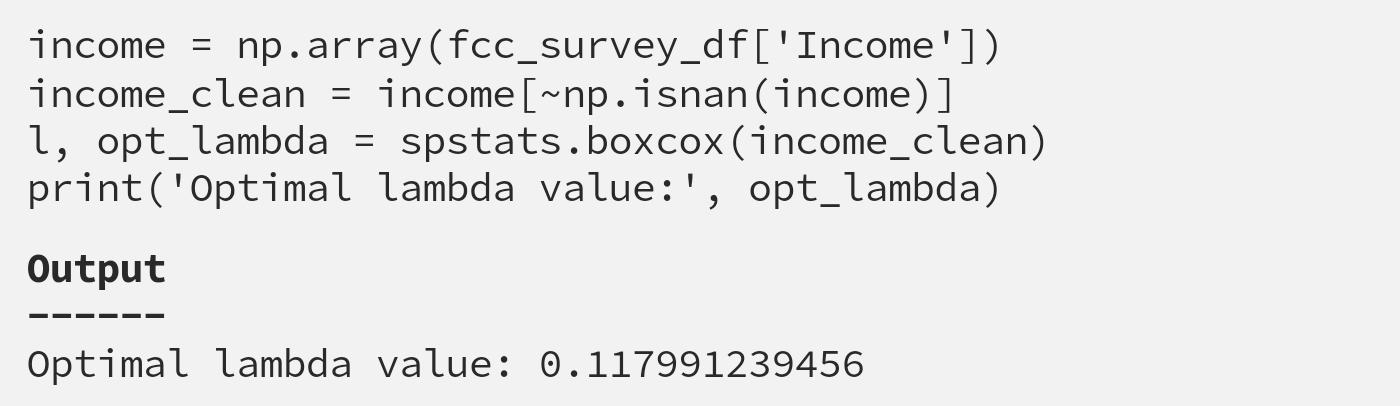 income = np.array(fcc_survey_df['Income'])
income_clean = income[~np.isnan(income)]
l, opt_lambda = spstats.boxcox(income_clean)
print('Optimal lambda value:', opt_lambda)
Output
------
Optimal lambda value: 0.117991239456